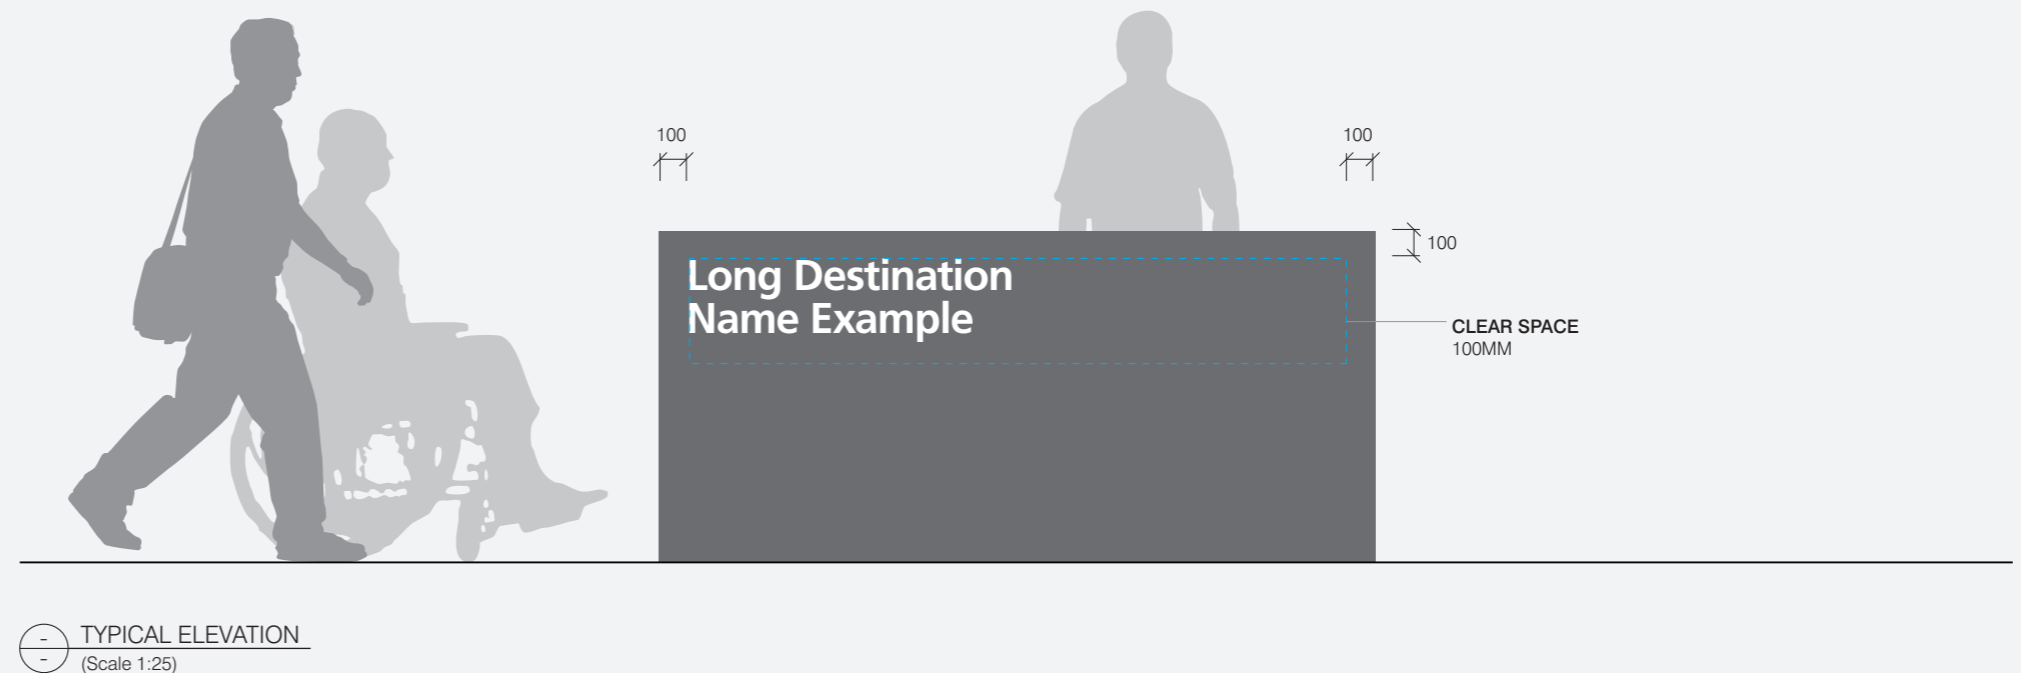 100
100
100
Long Destination
Name Example
CLEAR SPACE
100MM
-
TYPICAL ELEVATION
-
(Scale 1:25)